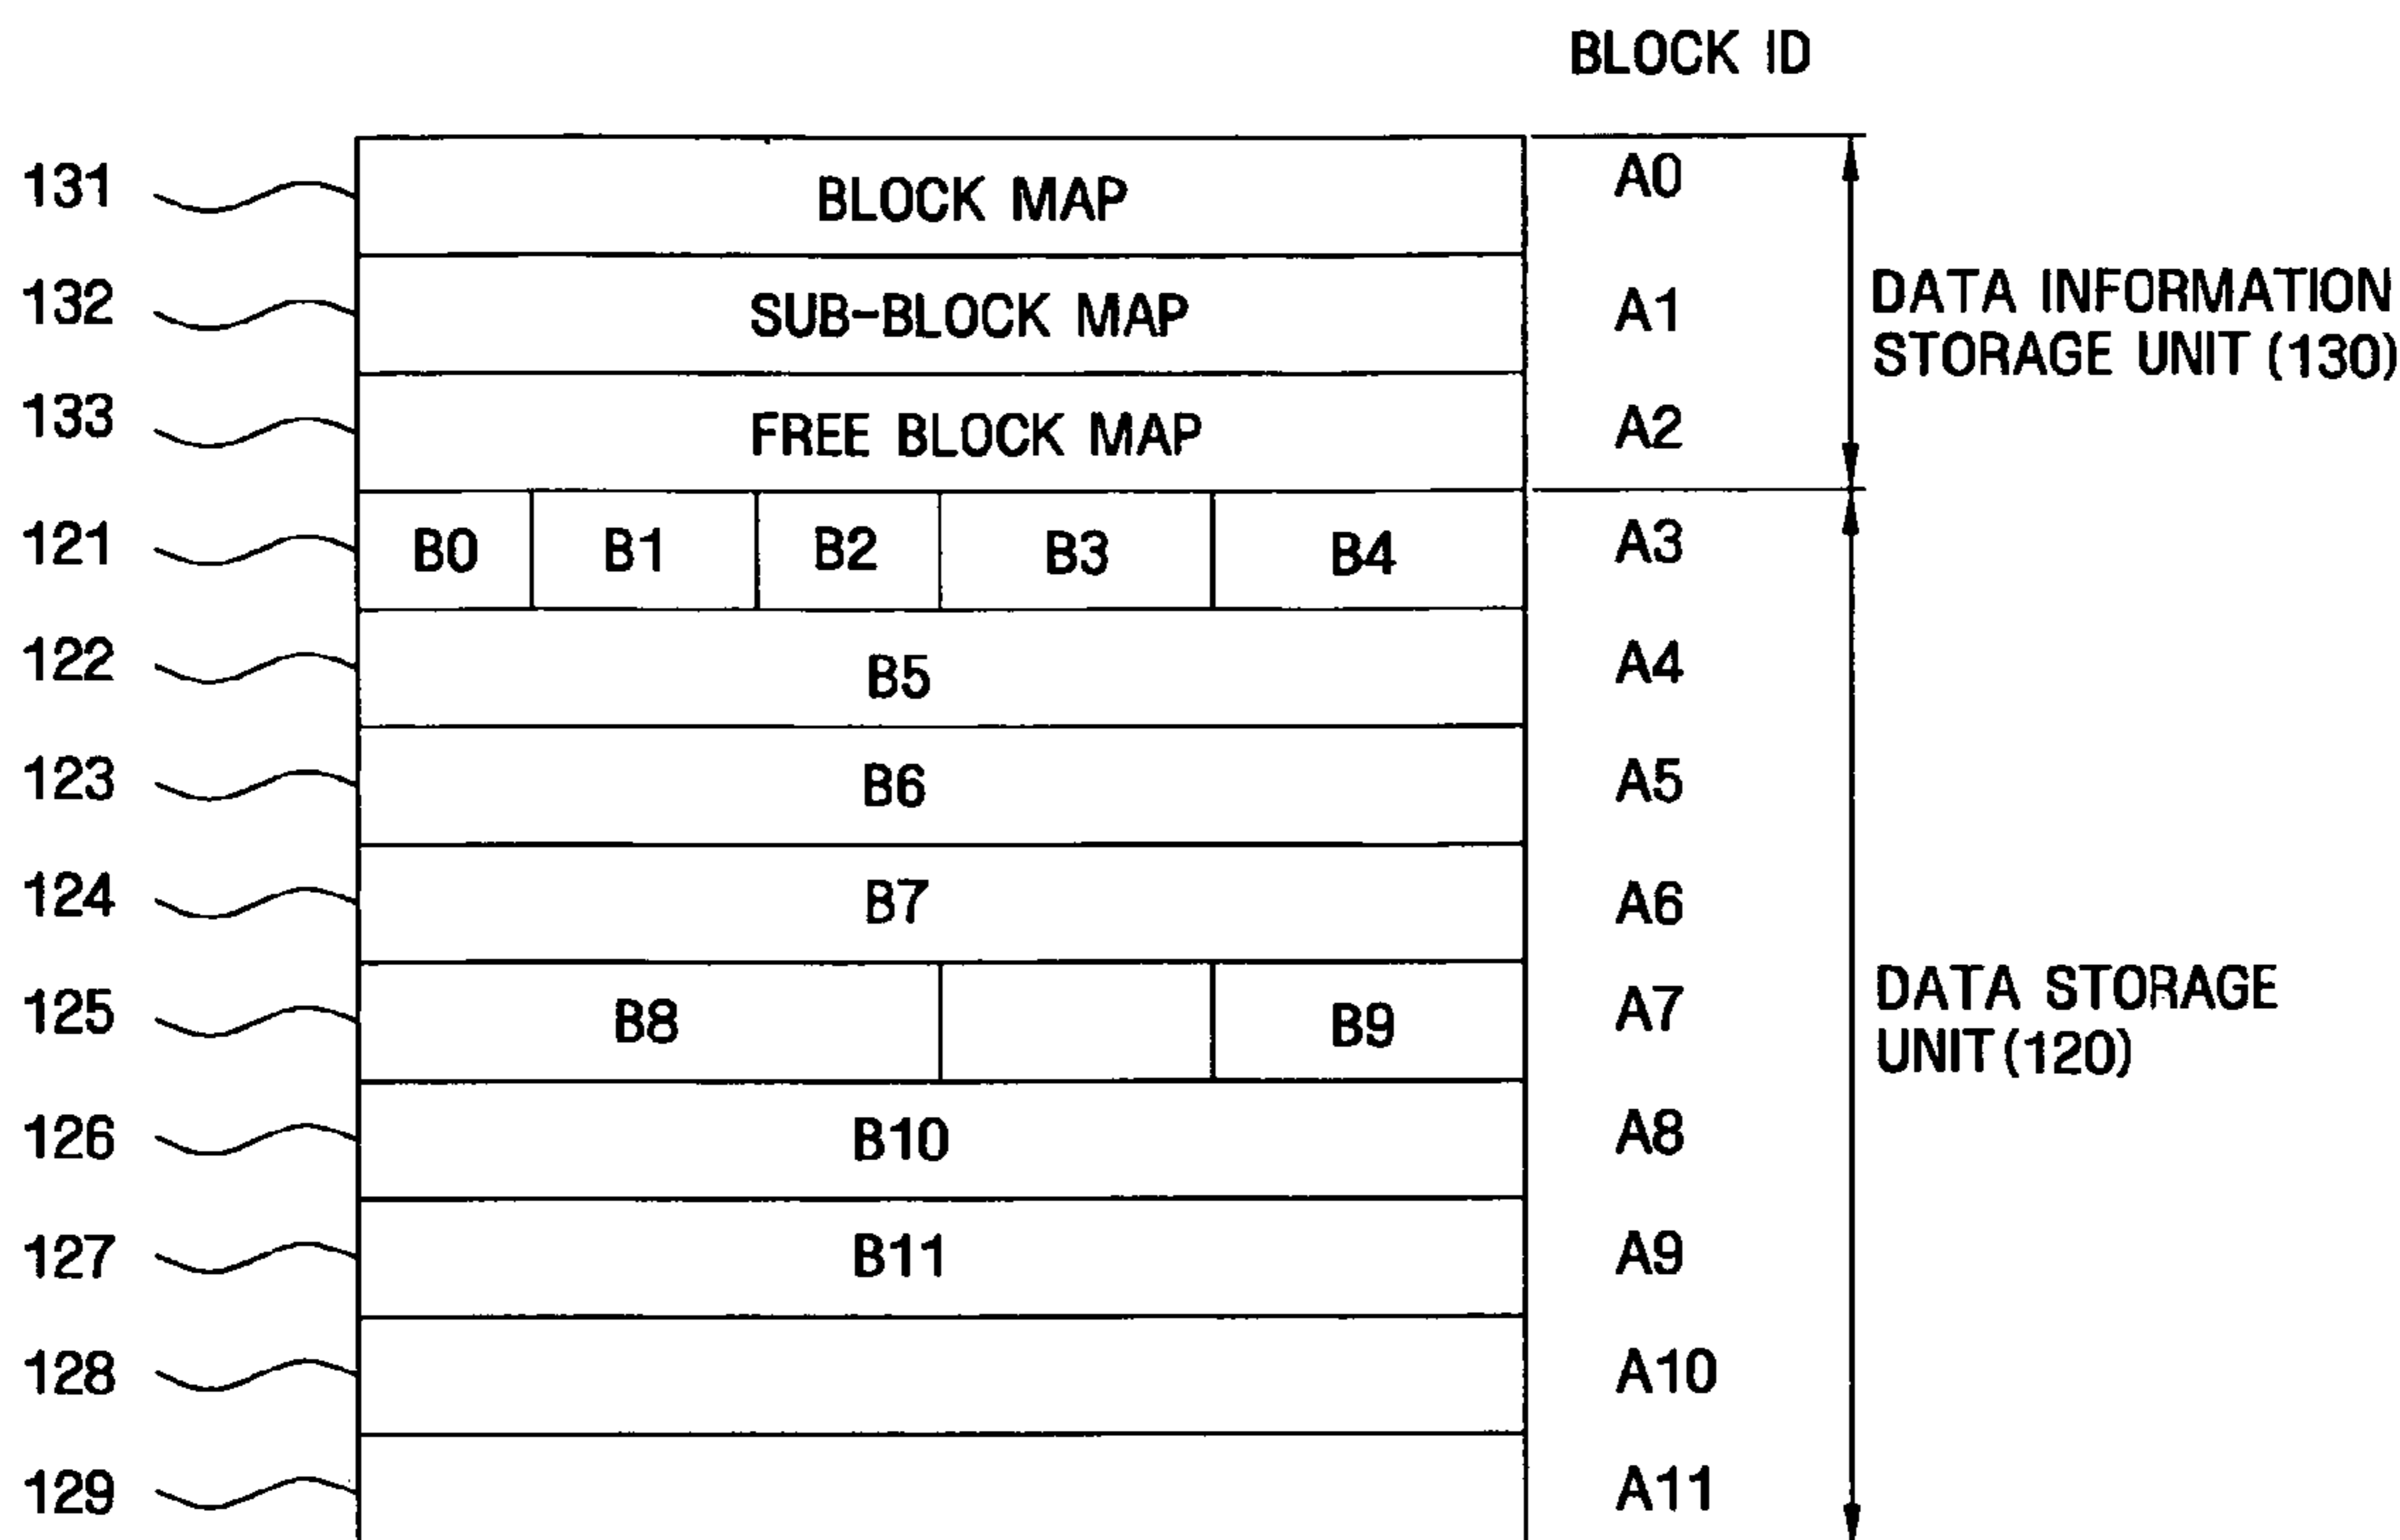 BLOCK ID
131 BLOCK MAP A0
132 SUB-BLOCK MAP A1
DATA INFORMATION
STORAGE UNIT (130)
133 FREE BLOCK MAP A2
121 B0 B1 B2 B3 B4 A3
122 B5 A4
123 B6 A5
124 B7 A6
125 B8 B9 A7
DATA STORAGE
UNIT(120)
126 B10 A8
127 B11 A9
128 A10
129 A11